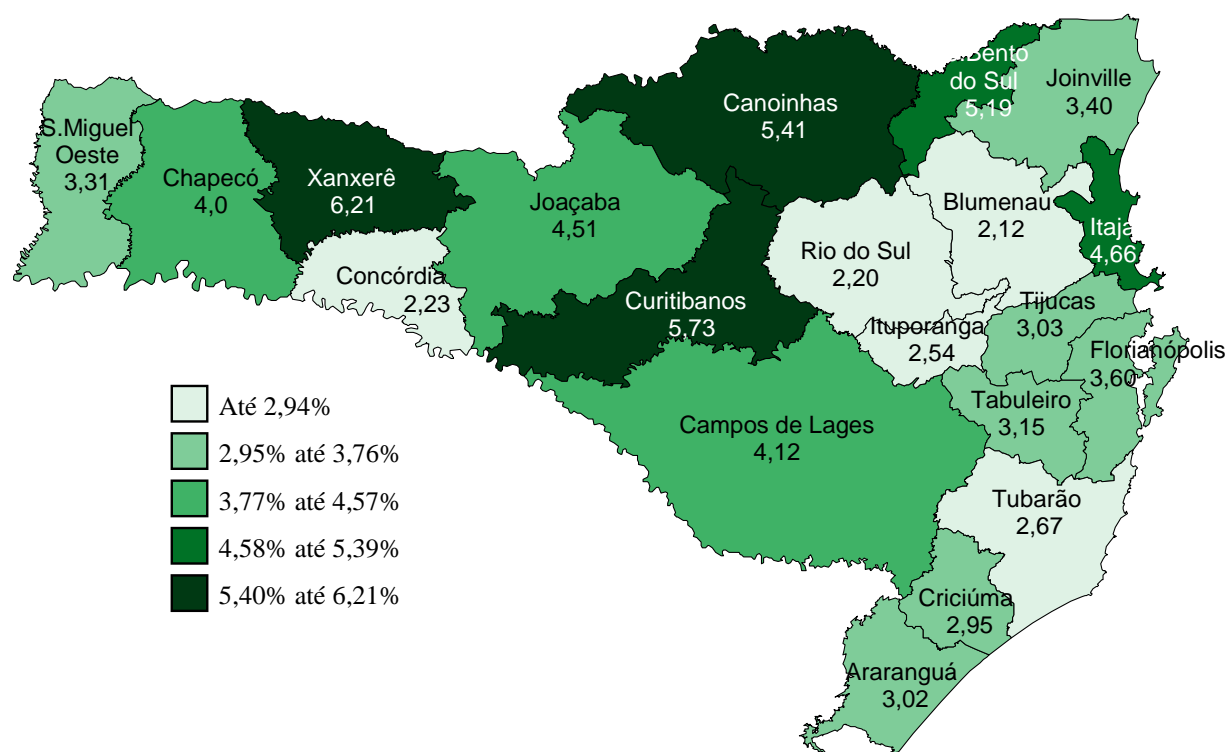 S.Miguel
Oeste
3,31
Chapecó
4,0
Xanxerê
6,21
Concórdia
2,23
Joaçaba
4,51
Canoinhas
5,41
S.Bento
do Sul
5,19
Joinville
3,40
Curitibanos
5,73
Rio do Sul
2,20
Blumenau
2,12
Itajaí
4,66
Ituporanga
2,54
Tijucas
3,03
Florianópolis
3,60
Tabuleiro
3,15
Campos de Lages
4,12
Tubarão
2,67
Criciúma
2,95
Araranguá
3,02
Até 2,94%
2,95% até 3,76%
3,77% até 4,57%
4,58% até 5,39%
5,40% até 6,21%